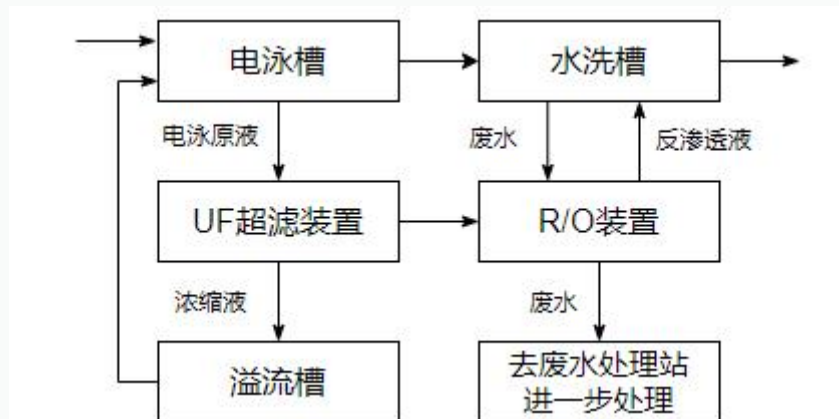 电泳槽
水洗槽
电泳原液
废水
反渗透液
UF超滤装置
R/O装置
浓缩液
废水
溢流槽
去废水处理站
进一步处理